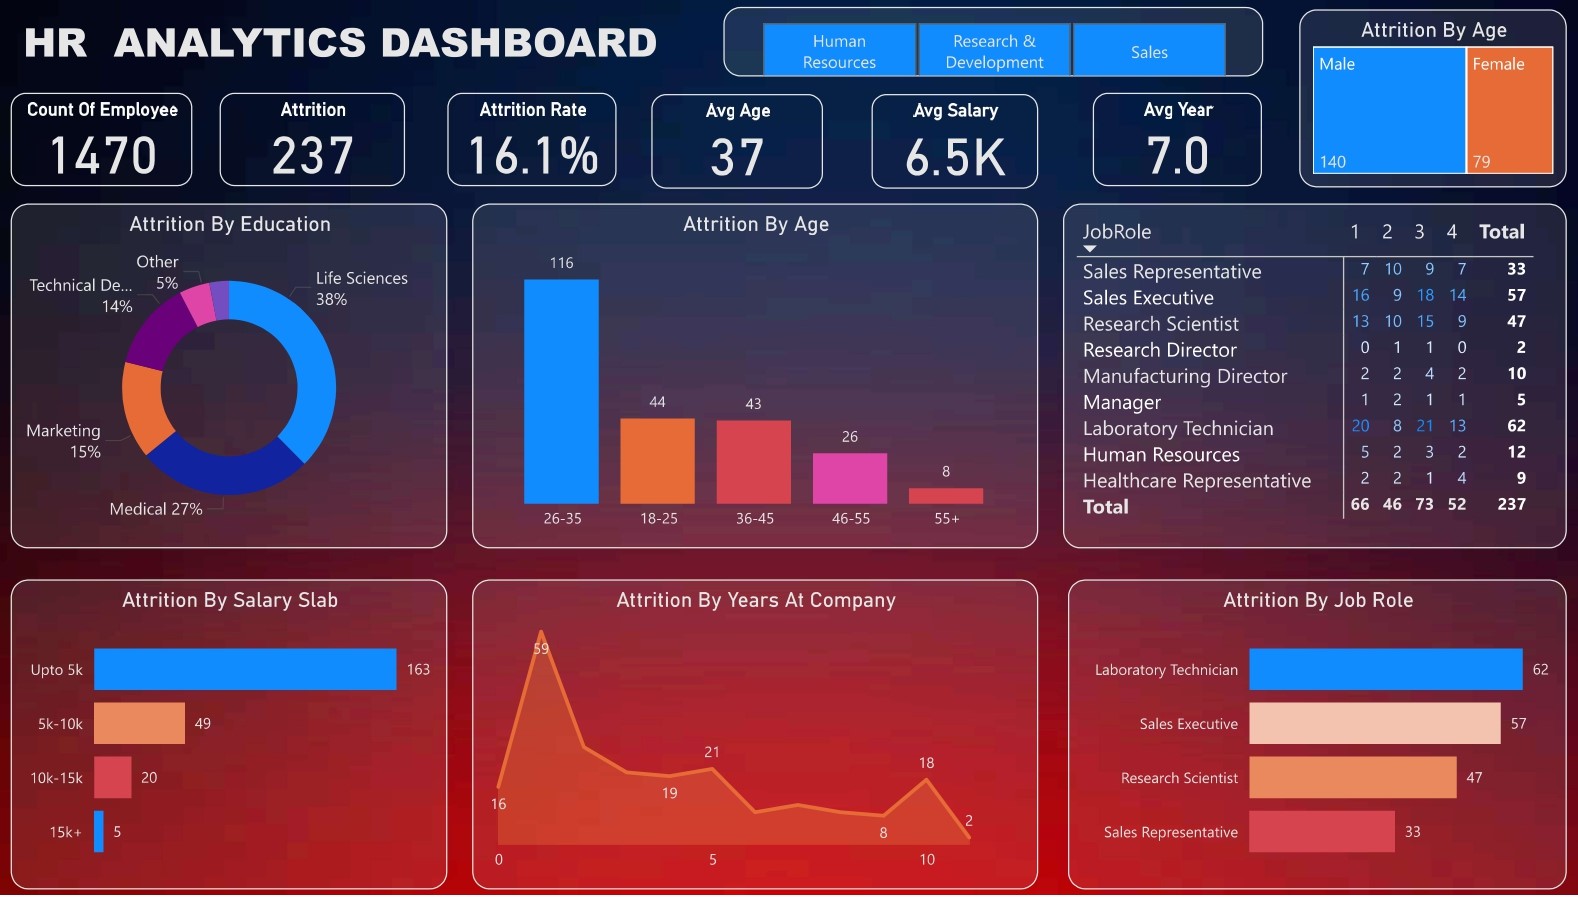 HR ANALYTICS DASHBOARD
Human
Resources
Research &
Development
Sales
Attrition By Age
Male
Female
140
79
Count Of Employee
1470
Attrition
237
Attrition Rate
16.1%
Avg Age
37
Avg Salary
6.5K
Avg Year
7.0
Attrition By Education
Other
5%
Technical De...
14%
Life Sciences
38%
Marketing
15%
Medical 27%
Attrition By Age
116
44
43
26
8
26-35 18-25 36-45 46-55 55+
JobRole 1 2 3 4 Total
Sales Representative 7 10 9 7 33
Sales Executive 16 9 18 14 57
Research Scientist 13 10 15 9 47
Research Director 0 1 1 0 2
Manufacturing Director 2 2 4 2 10
Manager 1 2 1 1 5
Laboratory Technician 20 8 21 13 62
Human Resources 5 2 3 2 12
Healthcare Representative 2 2 1 4 9
Total 66 46 73 52 237
Attrition By Salary Slab
Upto 5k 163
5k-10k 49
10k-15k 20
15k+ 5
Attrition By Years At Company
59
21
18
19
16
8
2
0 5 10
Attrition By Job Role
Laboratory Technician 62
Sales Executive 57
Research Scientist 47
Sales Representative 33